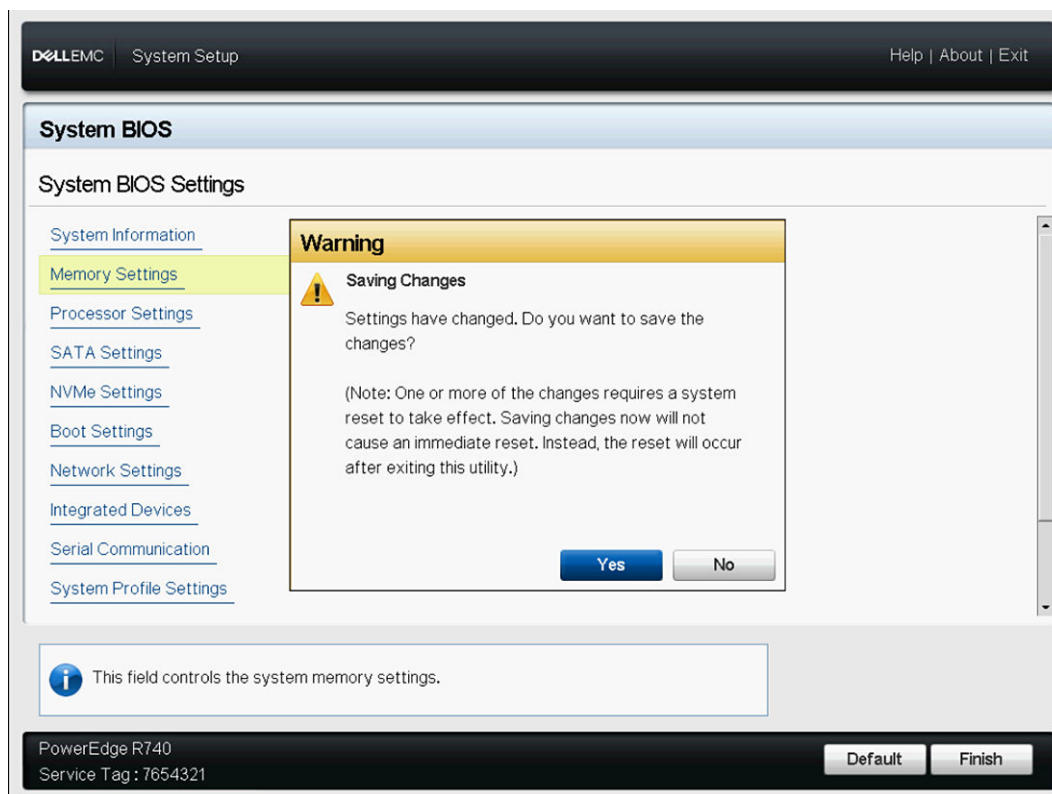 DELLEMC System Setup
Help | About | Exit
System BIOS
System BIOS Settings
System Information
Memory Settings
Processor Settings
SATA Settings
NVMe Settings
Boot Settings
Network Settings
Integrated Devices
Serial Communication
System Profile Settings
Warning
Saving Changes
Settings have changed. Do you want to save the
changes?
(Note: One or more of the changes requires a system
reset to take effect. Saving changes now will not
cause an immediate reset. Instead, the reset will occur
after exiting this utility.)
Yes No
This field controls the system memory settings.
PowerEdge R740
Service Tag : 7654321
Default Finish